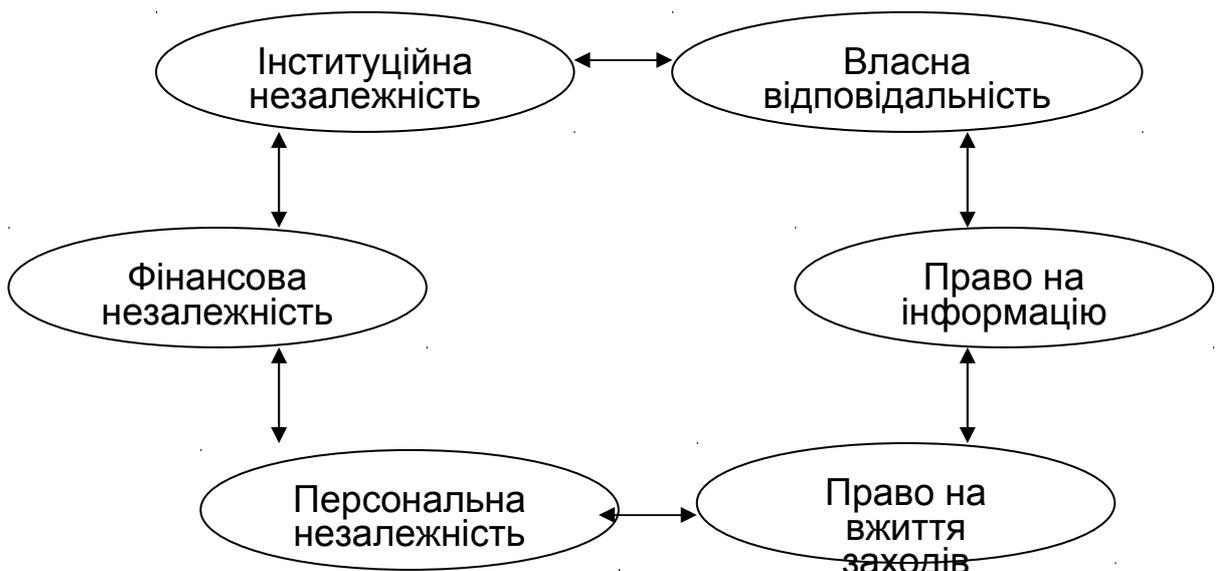 Інституційна
незалежність
Власна
відповідальність
Фінансова
незалежність
Право на
інформацію
Персональна
незалежність
Право на
вжиття
заходів